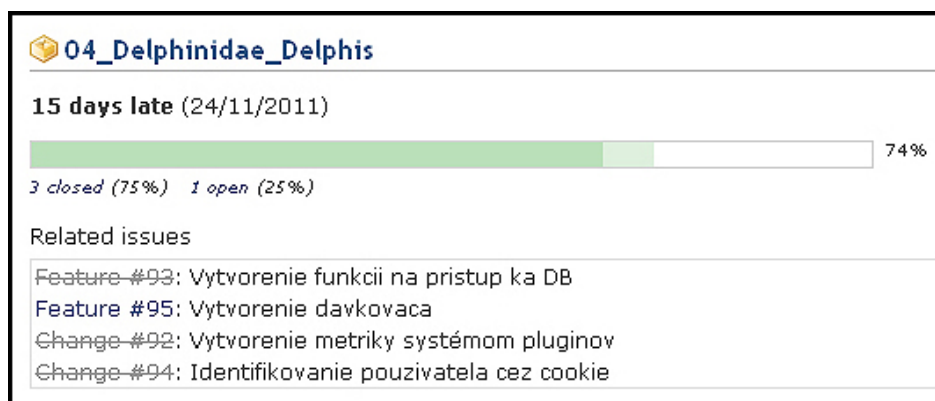 04_Delphinidae_Delphis
15 days late (24/11/2011)
74%
3 closed (75%) 1 open (25%)
Related issues
Feature #93: Vytvorenie funkcii na pristup ka DB
Feature #95: Vytvorenie davkovaca
Change #92: Vytvorenie metriky systémom pluginov
Change #94: Identifikovanie pouzivatela cez cookie